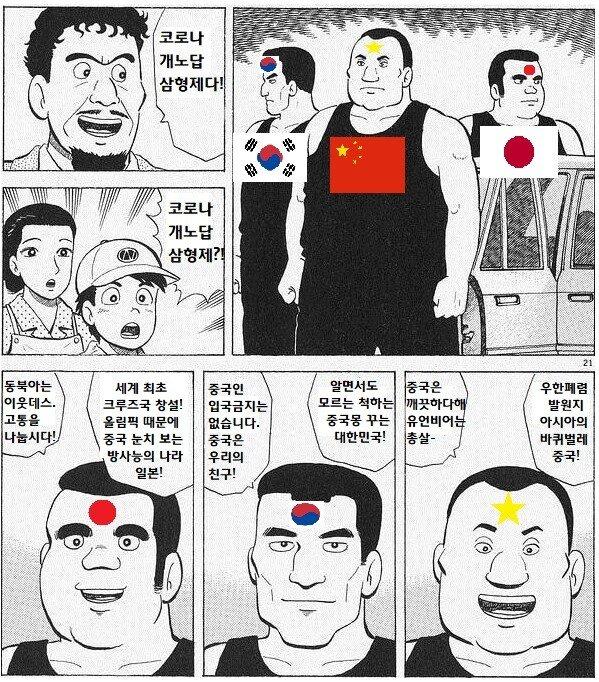 코로나
개노답
삼형제다!
코로나
개노답
삼형제?!
21
동북아는
이웃데스.
고통을
나눕시다!
세계 최초
크루즈국 창설!
올림픽 때문에
중국 눈치 보는
방사능의 나라
일본!
중국인
입국금지는
없습니다.
중국은
우리의
친구!
알면서도
모르는 척하는
중국몽 꾸는
대한민국!
중국은
깨끗하다해
유언비어는
총살-
우한폐렴
발원지
아시아의
바퀴벌레
중국!